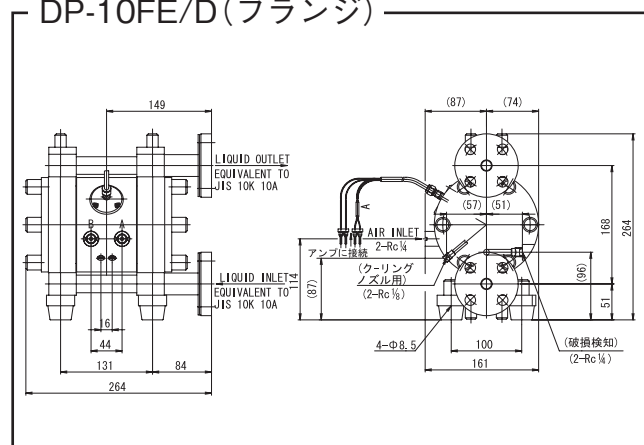 DP-10FE/D(フランジ)
149
LIQUID OUTLET
EQUIVALENT TO
JIS 10K 10A
B
A
LIQUID INLET
EQUIVALENT TO
JIS 10K 10A
16
44
131
84
264
(87)
(74)
A
(57)
(51)
AIR INLET
2-Rc¼
アンプに接続
(クーリング
ノズル用)
(2-Rc⅛)
114
(87)
168
264
(96)
51
4-Φ8.5
100
161
(破損検知)
(2-Rc¼)